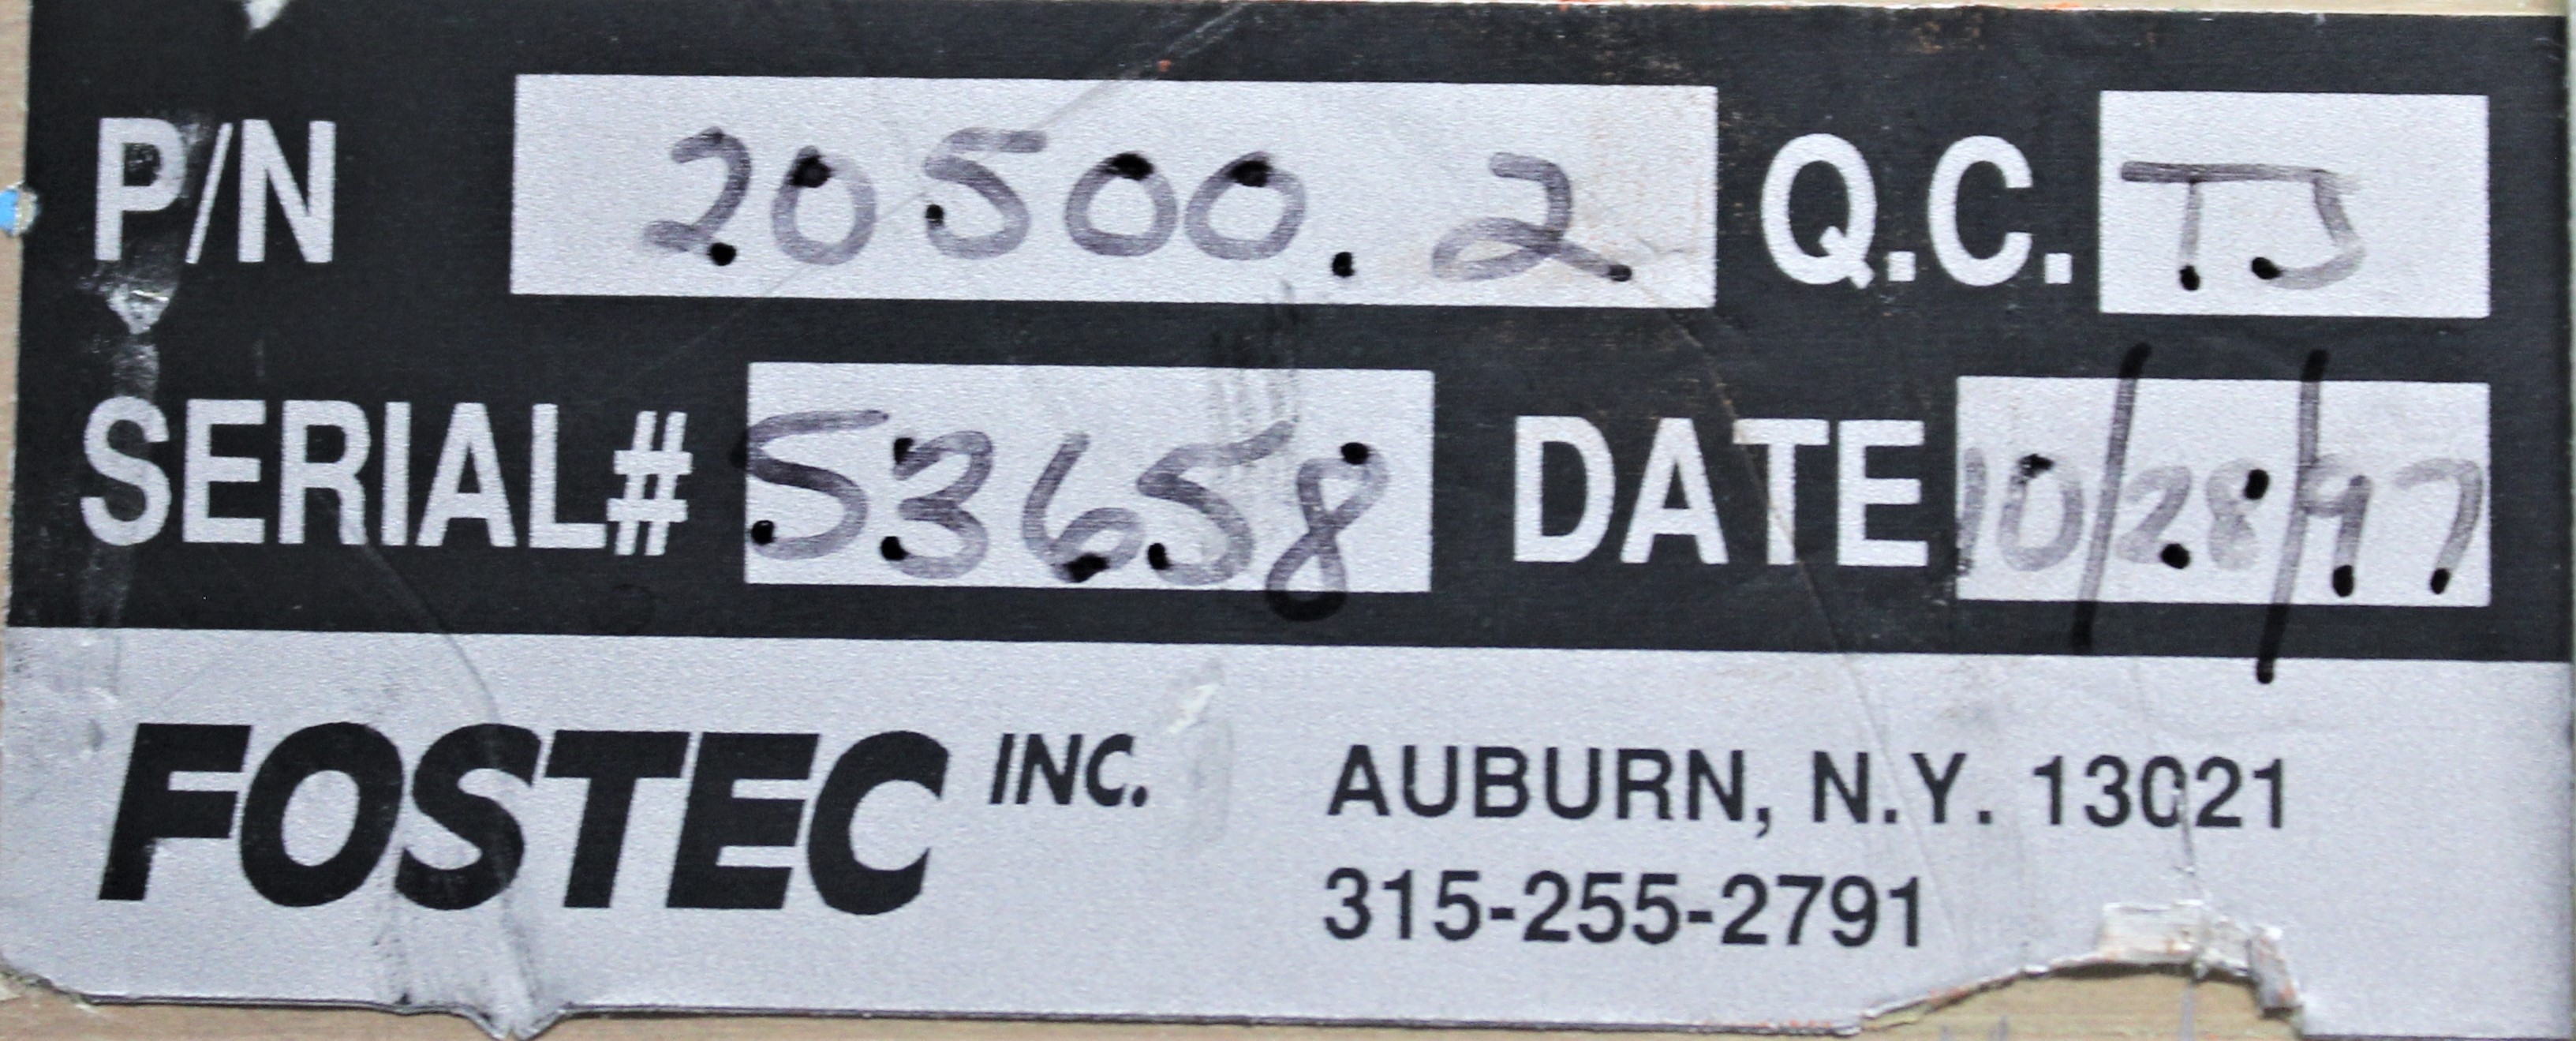 P/N 20500.2 Q.C. TJ
SERIAL# 53658 DATE 10/28/97
FOSTEC INC. AUBURN, N.Y. 13021
315-255-2791